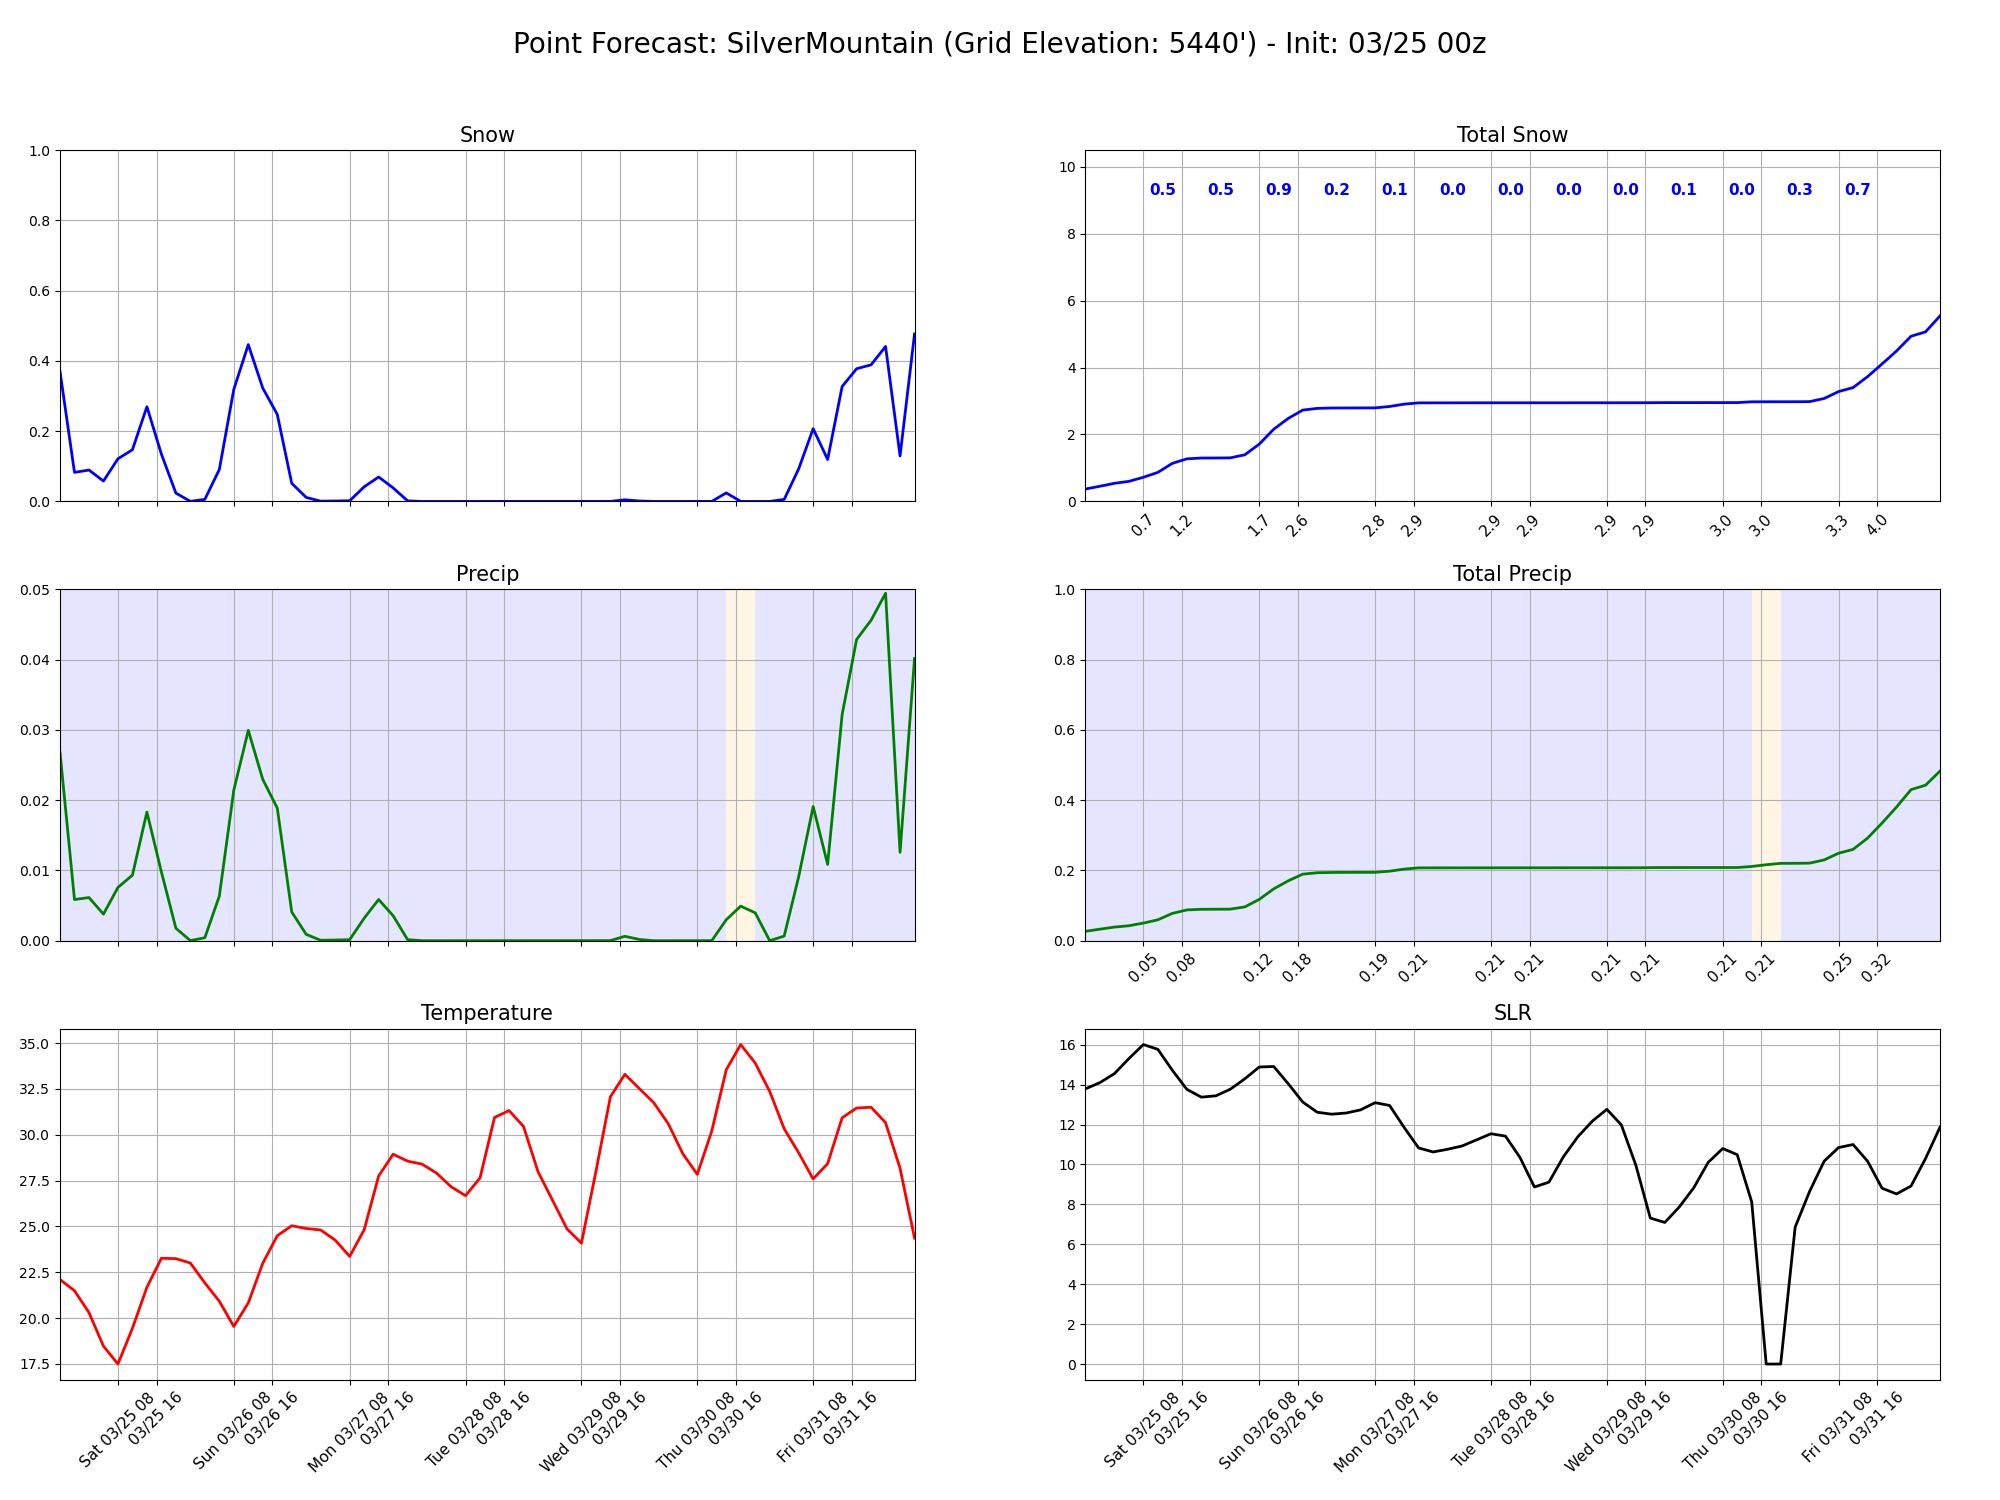 Point Forecast: SilverMountain (Grid Elevation: 5440') - Init: 03/25 00z
Snow
1.0
0.8
0.6
0.4
0.2
0.0
Total Snow
10
8
6
4
2
0
0.5 0.5 0.9 0.2 0.1 0.0 0.0 0.0 0.0 0.1 0.0 0.3 0.7
0.7 1.2 1.7 2.6 2.8 2.9 2.9 2.9 2.9 2.9 3.0 3.0 3.3 4.0
Precip
0.05
0.04
0.03
0.02
0.01
0.00
Total Precip
1.0
0.8
0.6
0.4
0.2
0.0
0.05 0.08 0.12 0.18 0.19 0.21 0.21 0.21 0.21 0.21 0.21 0.21 0.25 0.32
Temperature
35.0
32.5
30.0
27.5
25.0
22.5
20.0
17.5
Sat 03/25 08
03/25 16
Sun 03/26 08
03/26 16
Mon 03/27 08
03/27 16
Tue 03/28 08
03/28 16
Wed 03/29 08
03/29 16
Thu 03/30 08
03/30 16
Fri 03/31 08
03/31 16
SLR
16
14
12
10
8
6
4
2
0
Sat 03/25 08
03/25 16
Sun 03/26 08
03/26 16
Mon 03/27 08
03/27 16
Tue 03/28 08
03/28 16
Wed 03/29 08
03/29 16
Thu 03/30 08
03/30 16
Fri 03/31 08
03/31 16